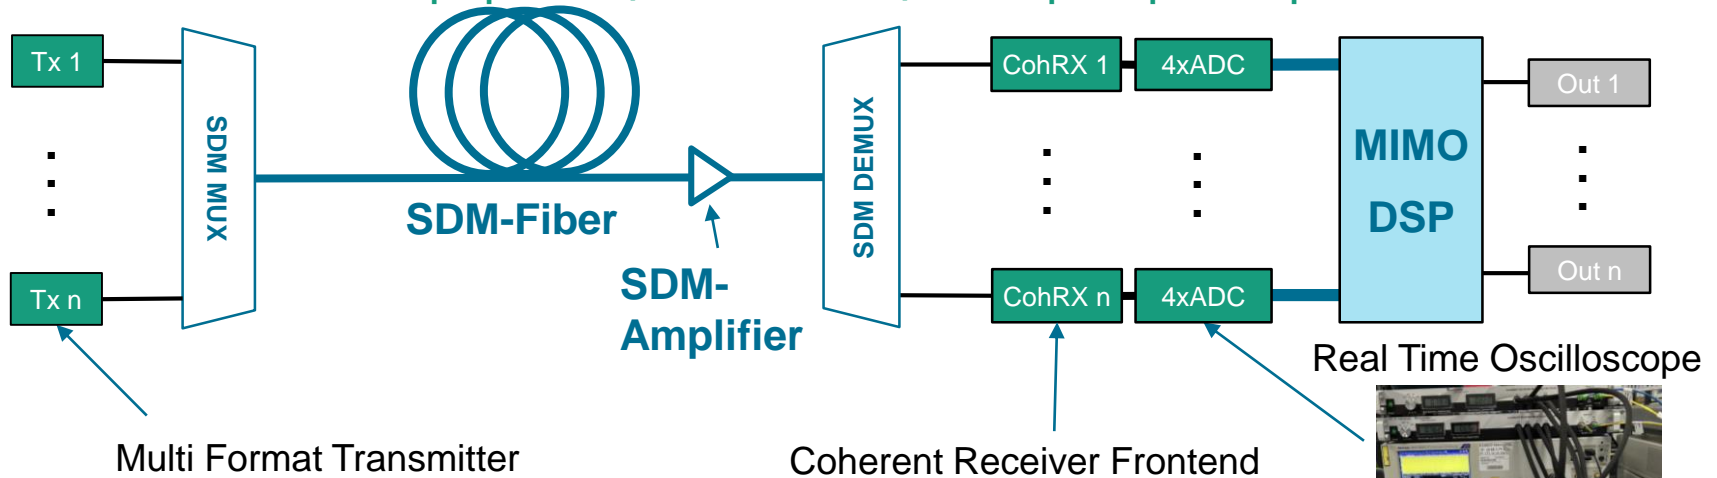 Tx 1
CohRX 1
4xADC
Out 1
SDM MUX
SDM DEMUX
MIMO
DSP
SDM-Fiber
SDM-
Amplifier
Tx n
CohRX n
4xADC
Out n
Real Time Oscilloscope
Multi Format Transmitter
Coherent Receiver Frontend